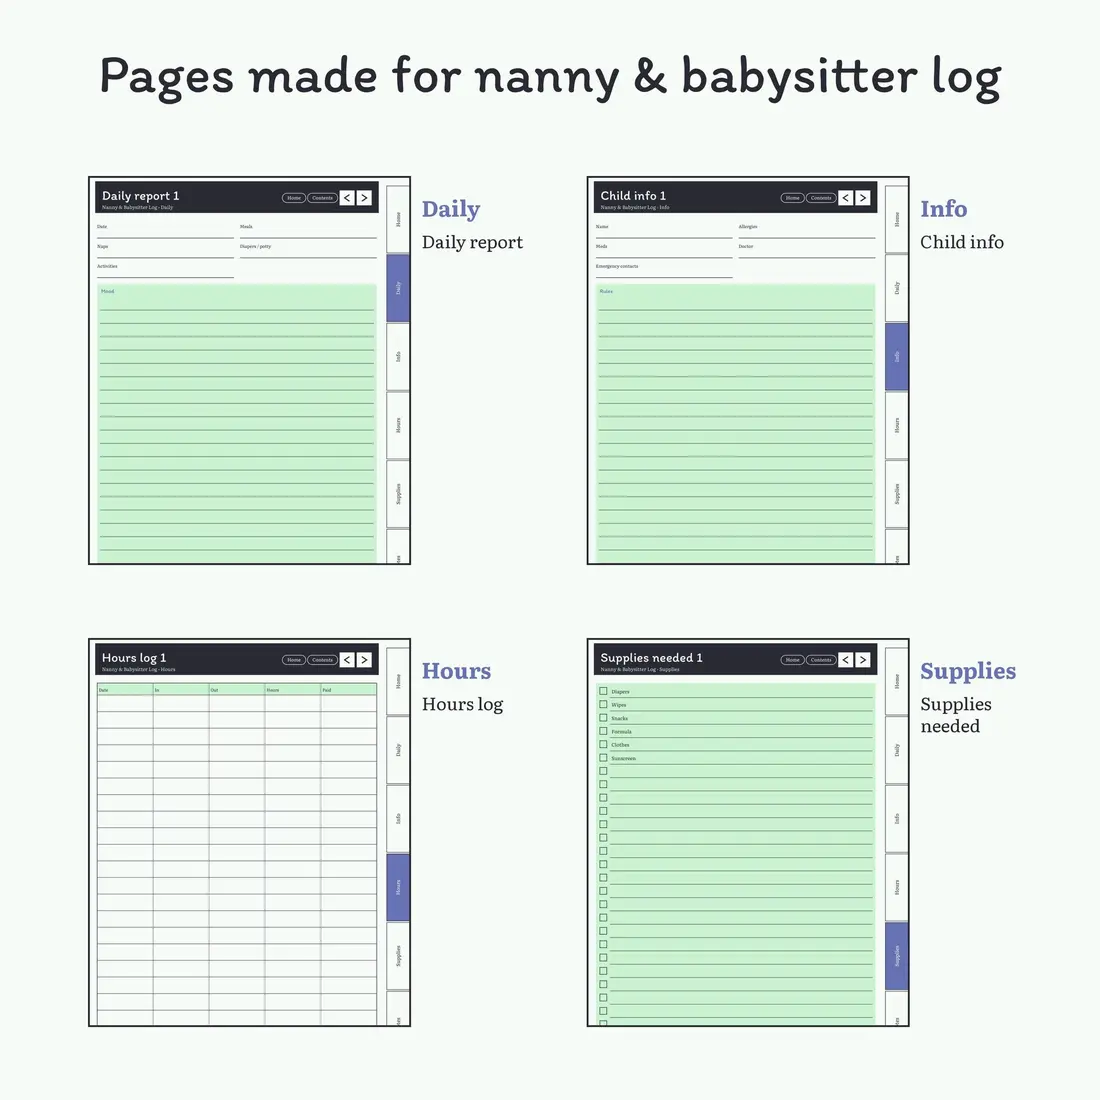 Pages made for nanny & babysitter log
Daily report 1
Nanny & Babysitter Log · Daily
Home
Contents
<
>
Date
Meals
Naps
Diapers / potty
Activities
Mood
Home
Daily
Info
Hours
Supplies
Daily
Daily report
Child info 1
Nanny & Babysitter Log · Info
Home
Contents
<
>
Name
Allergies
Meds
Doctor
Emergency contacts
Rules
Home
Daily
Info
Hours
Supplies
Info
Child info
Hours log 1
Nanny & Babysitter Log · Hours
Home
Contents
<
>
Date
In
Out
Hours
Paid
Home
Daily
Info
Hours
Supplies
Hours
Hours log
Supplies needed 1
Nanny & Babysitter Log · Supplies
Home
Contents
<
>
Diapers
Wipes
Snacks
Formula
Clothes
Sunscreen
Home
Daily
Info
Hours
Supplies
Supplies
Supplies
needed